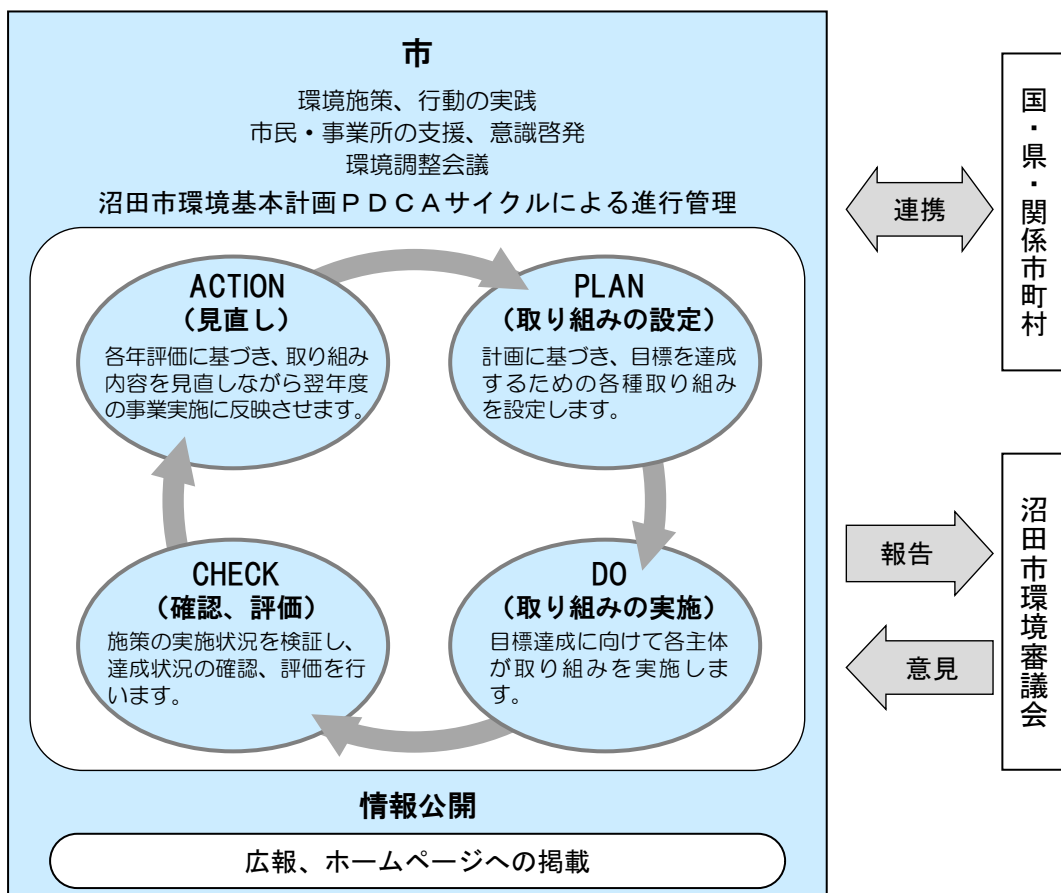 市
環境施策、行動の実践
市民・事業所の支援、意識啓発
環境調整会議
沼田市環境基本計画ＰＤＣＡサイクルによる進行管理
ACTION
（見直し）
各年評価に基づき、取り組み
内容を見直しながら翌年度
の事業実施に反映させます。
PLAN
（取り組みの設定）
計画に基づき、目標を達成
するための各種取り組み
を設定します。
CHECK
（確認、評価）
施策の実施状況を検証し、
達成状況の確認、評価を行
います。
DO
（取り組みの実施）
目標達成に向けて各主体
が取り組みを実施しま
す。
情報公開
広報、ホームページへの掲載
連携
国・県・関係市町村
報告
意見
沼田市環境審議会